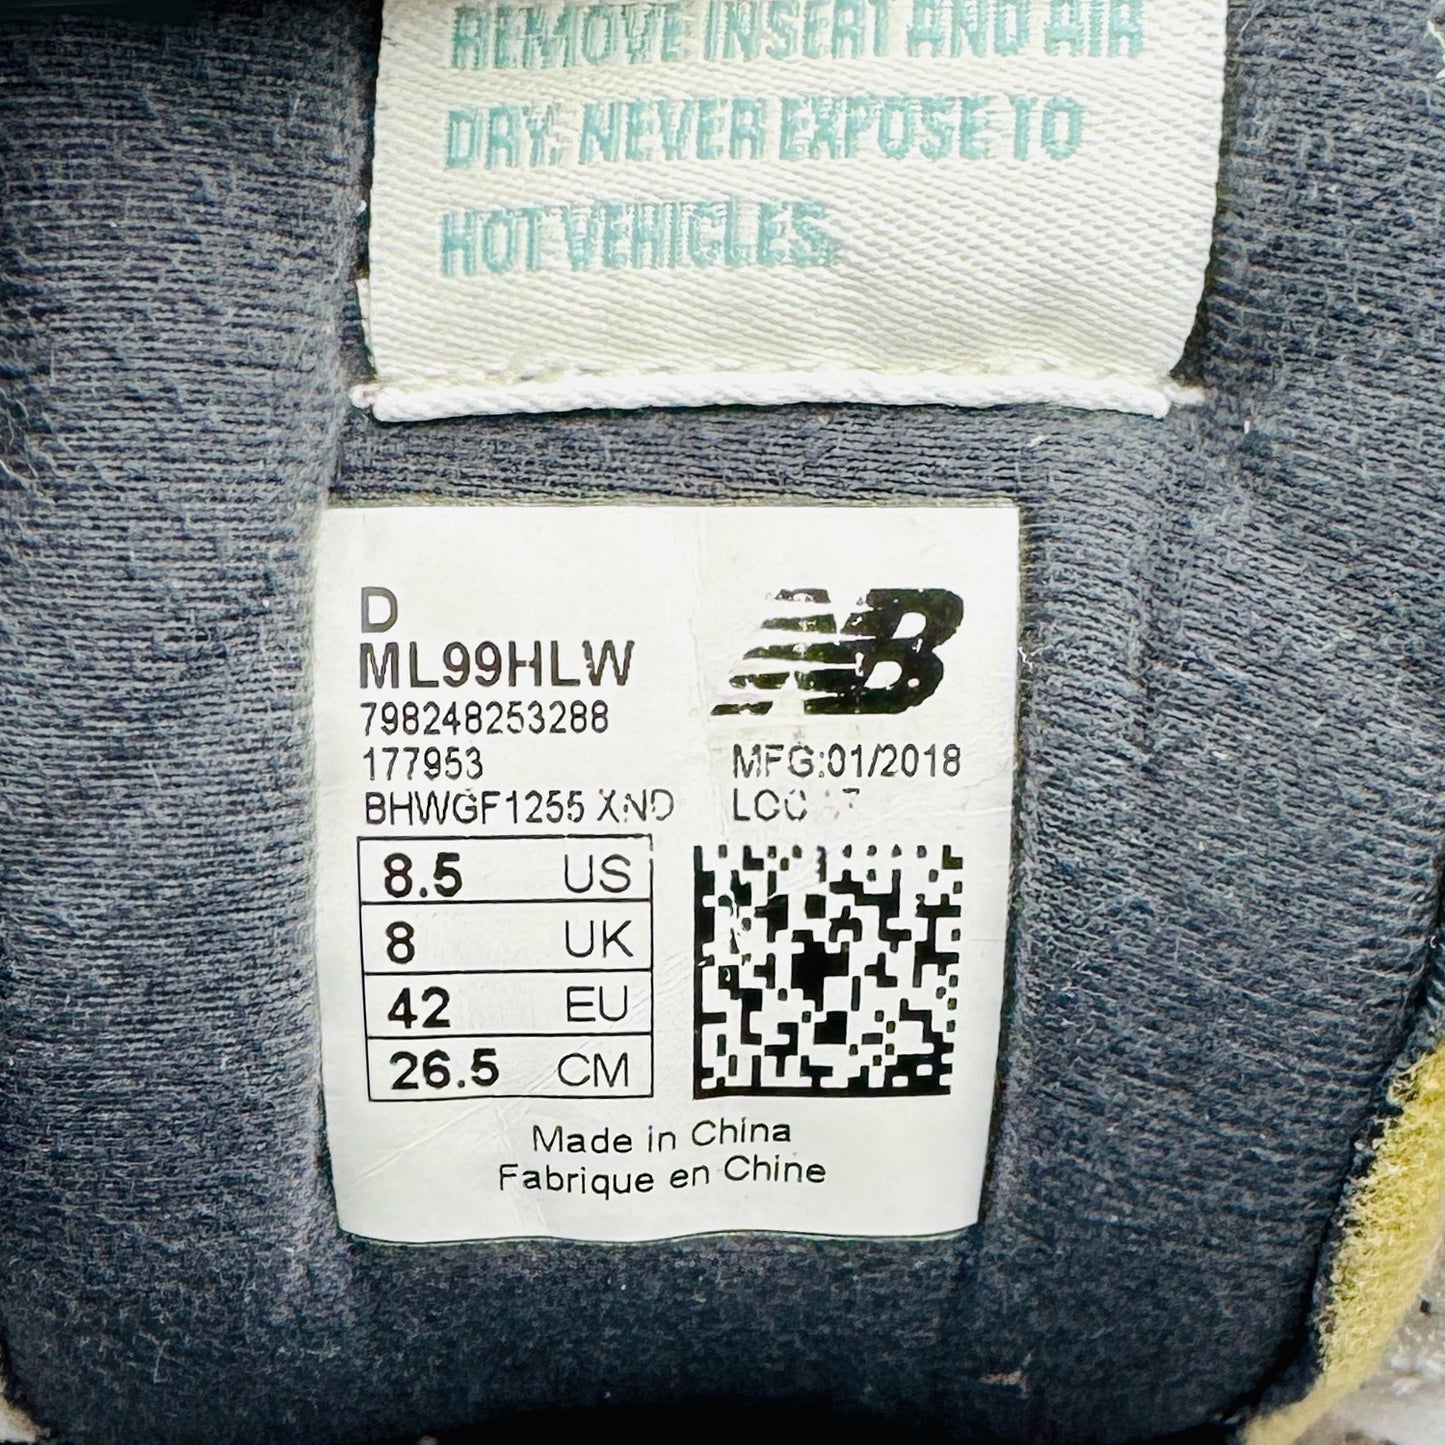 REMOVE INSERT AND AIR
DRY. NEVER EXPOSE TO
HOT VEHICLES.
D
ML99HLW
NB
798248253288
177953
MFG:01/2018
BHWGF1255 XND
8.5 US
8 UK
42 EU
26.5 CM
Made in China
Fabrique en Chine